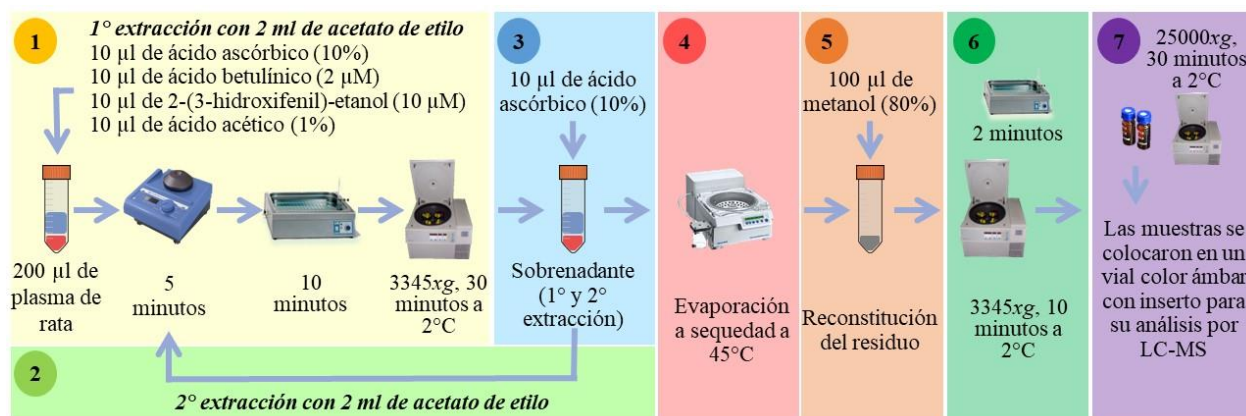 1
1° extracción con 2 ml de acetato de etilo
10 µl de ácido ascórbico (10%)
10 µl de ácido betulínico (2 µM)
10 µl de 2-(3-hidroxifenil)-etanol (10 µM)
10 µl de ácido acético (1%)
200 µl de
plasma de
rata
5
minutos
10
minutos
3345xg, 30
minutos a
2°C
2
2° extracción con 2 ml de acetato de etilo
3
10 µl de ácido
ascórbico (10%)
Sobrenadante
(1° y 2°
extracción)
4
Evaporación
a sequedad a
45°C
5
100 µl de
metanol (80%)
Reconstitución
del residuo
6
2 minutos
3345xg, 10
minutos a
2°C
7
25000xg,
30 minutos
a 2°C
Las muestras se
colocaron en un
vial color ámbar
con inserto para
su análisis por
LC-MS